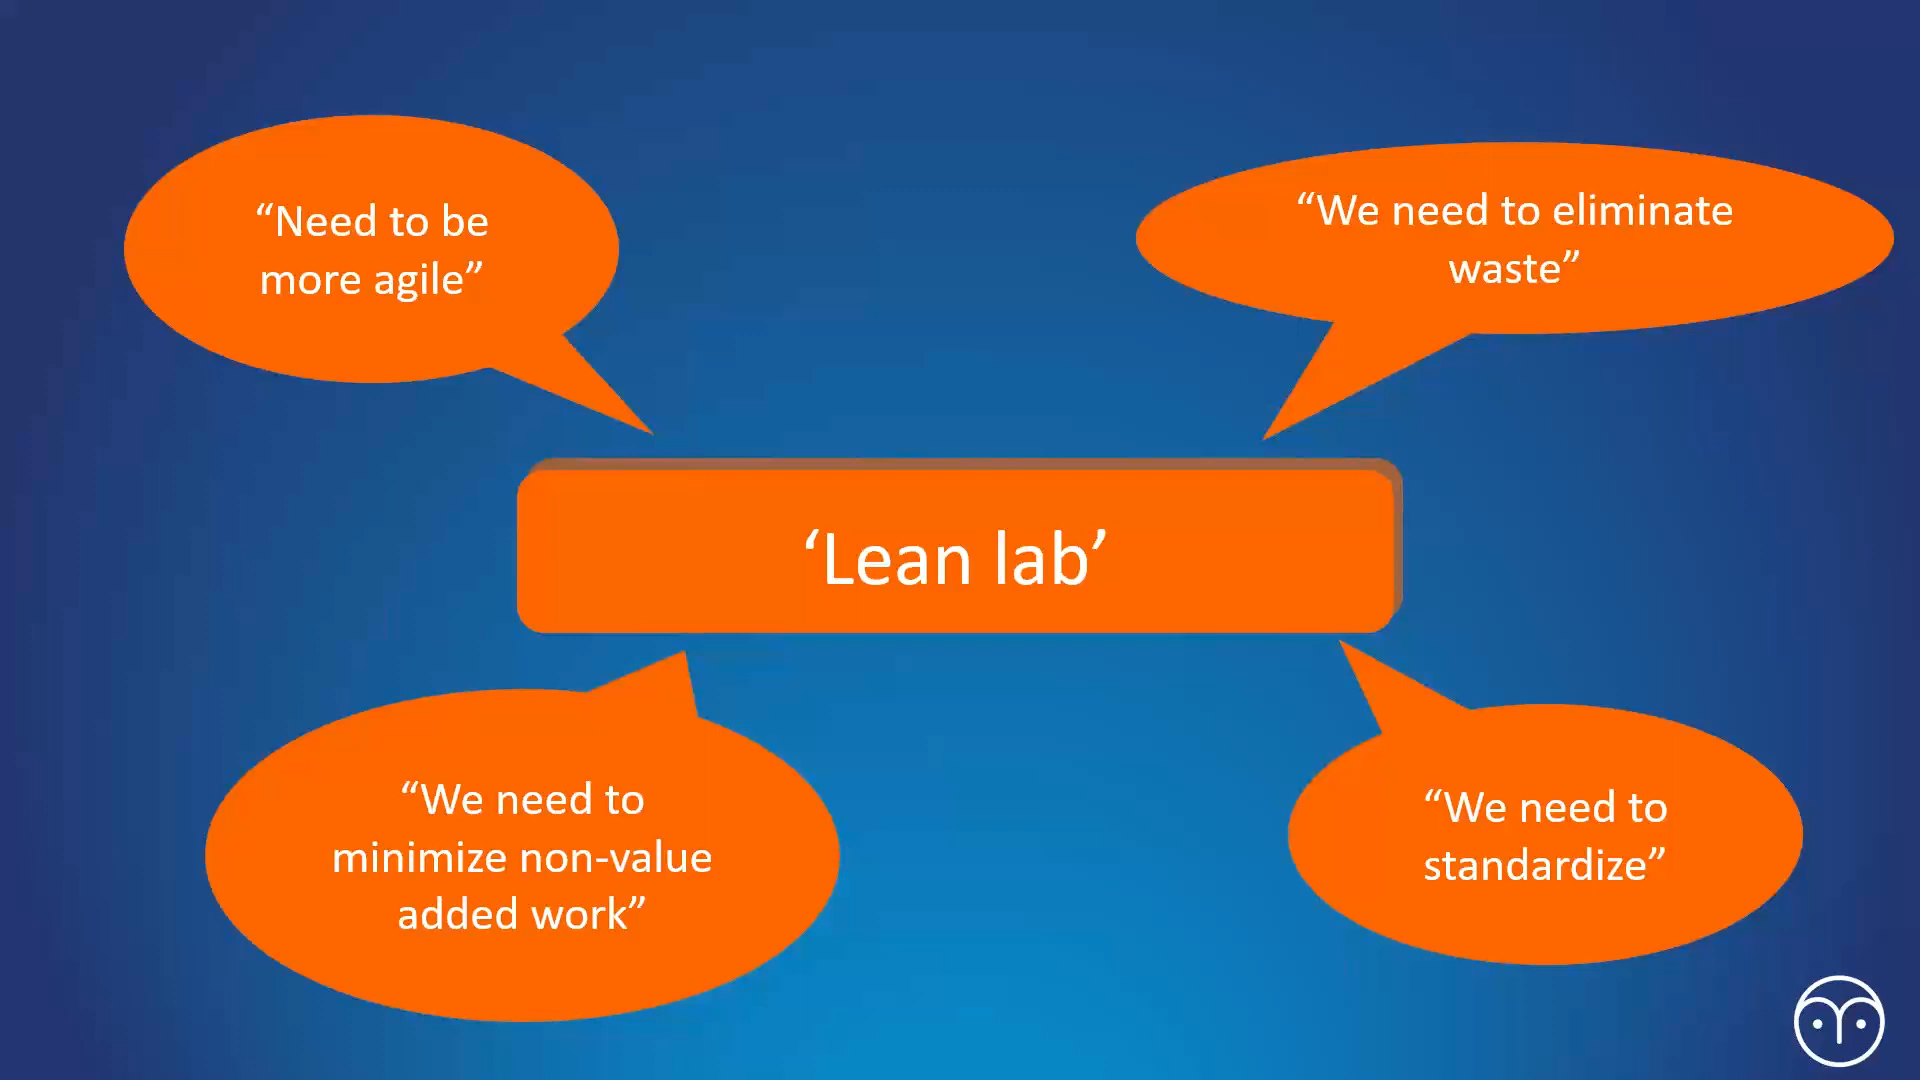 “Need to be
more agile”
“We need to eliminate
waste”
‘Lean lab’
“We need to
minimize non-value
added work”
“We need to
standardize”